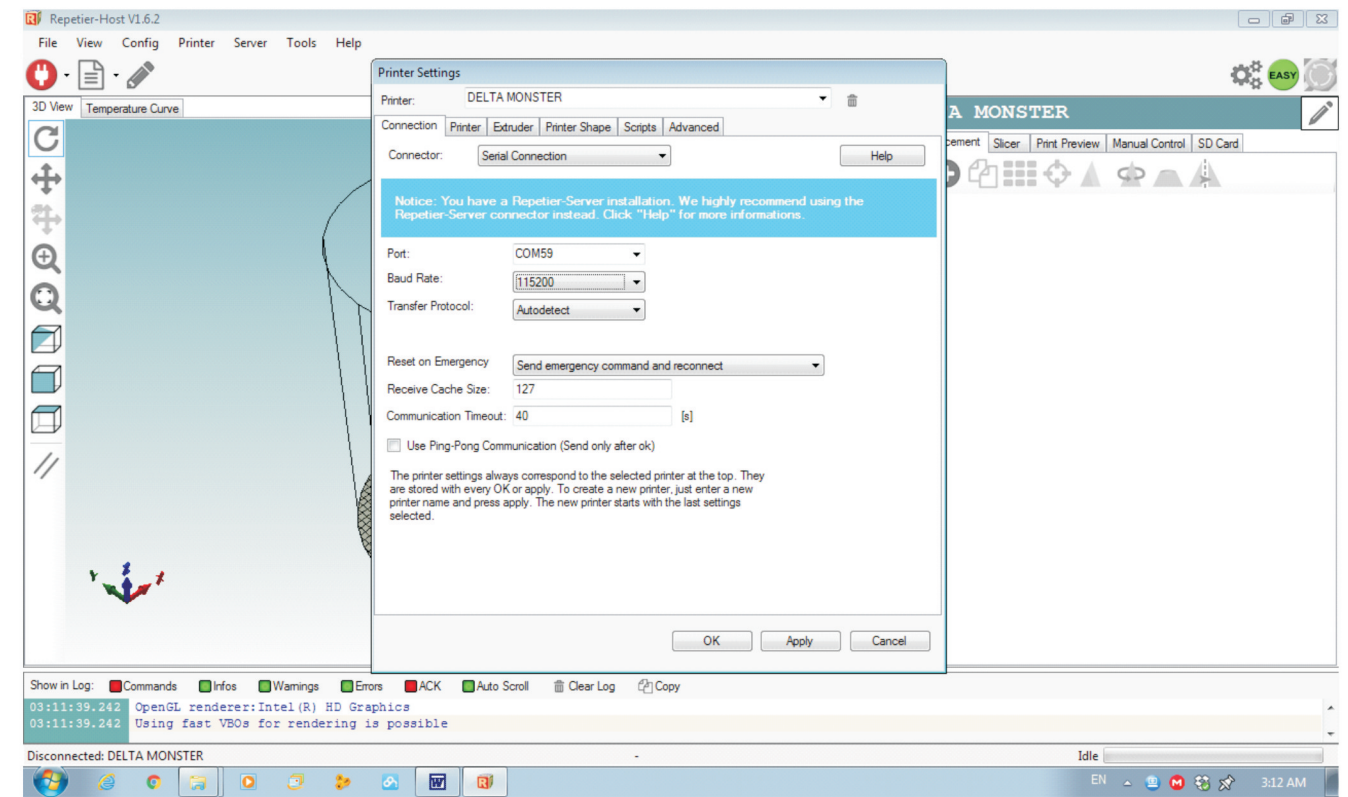 Repetier-Host V1.6.2
File View Config Printer Server Tools Help
EASY
3D View Temperature Curve
Printer Settings
Printer: DELTA MONSTER
A MONSTER
Connection Printer Extruder Printer Shape Scripts Advanced
cement Slicer Print Preview Manual Control SD Card
Connector: Serial Connection Help
Notice: You have a Repetier-Server installation. We highly recommend using the
Repetier-Server connector instead. Click "Help" for more informations.
Port: COM59
Baud Rate: 115200
Transfer Protocol: Autodetect
Reset on Emergency Send emergency command and reconnect
Receive Cache Size: 127
Communication Timeout: 40 [s]
Use Ping-Pong Communication (Send only after ok)
The printer settings always correspond to the selected printer at the top. They
are stored with every OK or apply. To create a new printer, just enter a new
printer name and press apply. The new printer starts with the last settings
selected.
Y Z X
OK Apply Cancel
Show in Log: Commands Infos Warnings Errors ACK Auto Scroll Clear Log Copy
03:11:39.242 OpenGL renderer:Intel(R) HD Graphics
03:11:39.242 Using fast VBOs for rendering is possible
Disconnected: DELTA MONSTER - Idle
EN 3:12 AM